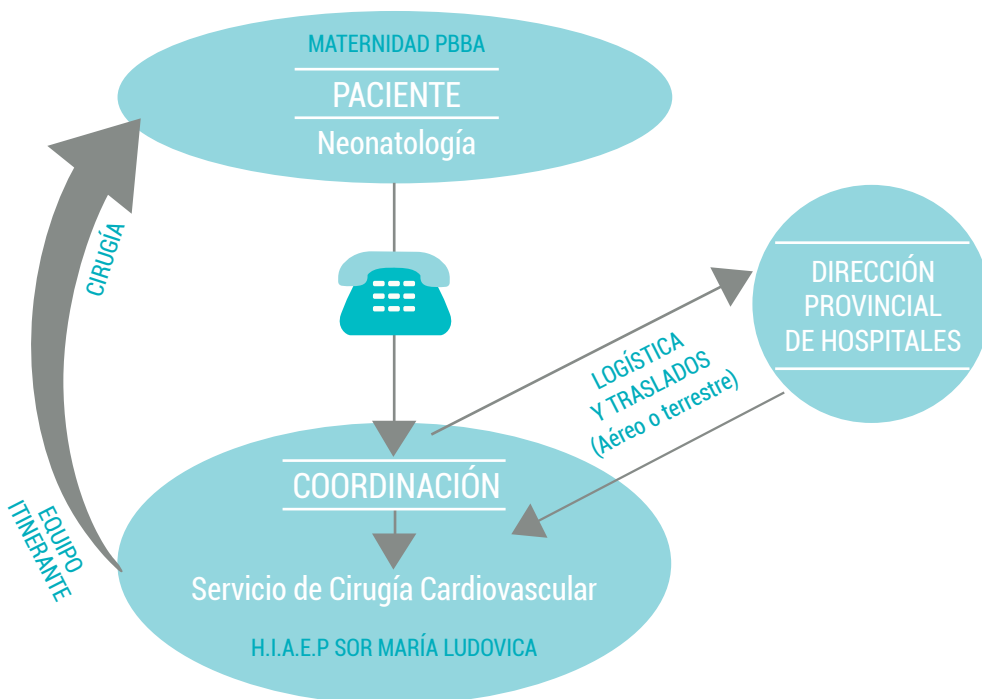 MATERNIDAD PBBA
PACIENTE
Neonatología
CIRUGÍA
DIRECCIÓN
PROVINCIAL
DE HOSPITALES
LOGÍSTICA
Y TRASLADOS
(Aéreo o terrestre)
COORDINACIÓN
EQUIPO
ITINERANTE
Servicio de Cirugía Cardiovascular
H.I.A.E.P SOR MARÍA LUDOVICA